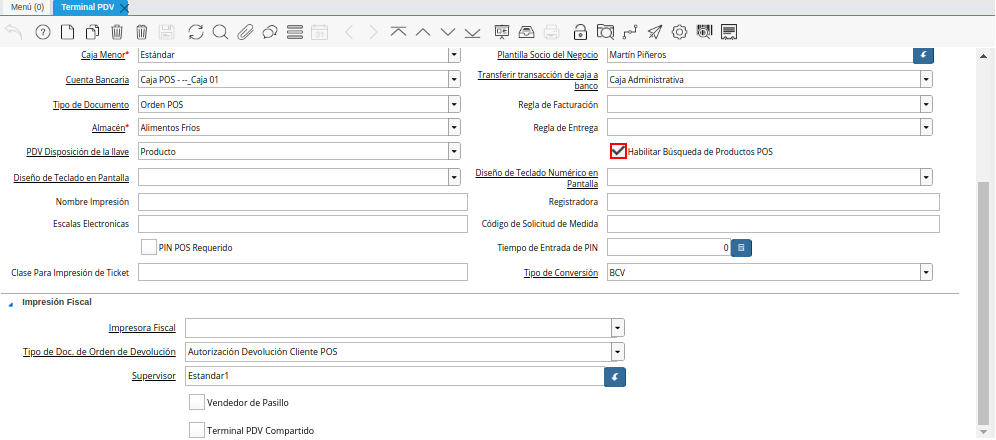 Menú (0)
Terminal PDV
31
Caja Menor*
Estándar
Plantilla Socio del Negocio
Martín Piñeros
Cuenta Bancaria
Caja POS - --_Caja 01
Transferir transacción de caja a
banco
Caja Administrativa
Tipo de Documento
Orden POS
Regla de Facturación
Almacén*
Alimentos Fríos
Regla de Entrega
PDV Disposición de la llave
Producto
Habilitar Búsqueda de Productos POS
Diseño de Teclado en Pantalla
Diseño de Teclado Numérico en
Pantalla
Nombre Impresión
Registradora
Escalas Electronicas
Código de Solicitud de Medida
PIN POS Requerido
Tiempo de Entrada de PIN
0
Clase Para Impresión de Ticket
Tipo de Conversión
BCV
Impresión Fiscal
Impresora Fiscal
Tipo de Doc. de Orden de Devolución
Autorización Devolución Cliente POS
Supervisor
Estandar1
Vendedor de Pasillo
Terminal PDV Compartido